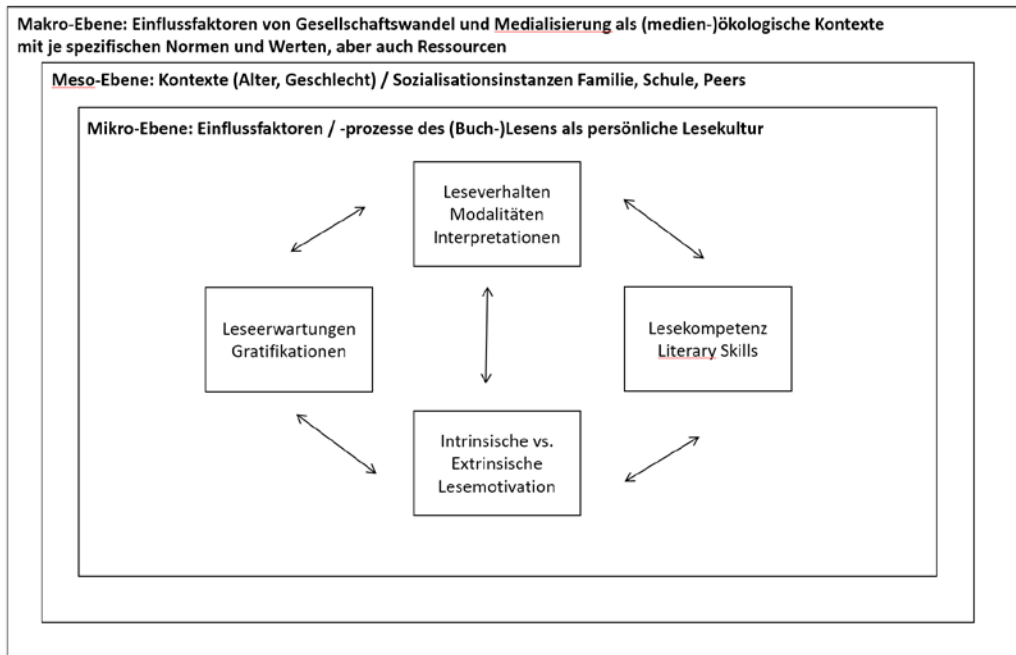 Makro-Ebene: Einflussfaktoren von Gesellschaftswandel und Medialisierung als (medien-)ökologische Kontexte
mit je spezifischen Normen und Werten, aber auch Ressourcen
Meso-Ebene: Kontexte (Alter, Geschlecht) / Sozialisationsinstanzen Familie, Schule, Peers
Mikro-Ebene: Einflussfaktoren / -prozesse des (Buch-)Lesens als persönliche Lesekultur
Leseverhalten
Modalitäten
Interpretationen
Leseerwartungen
Gratifikationen
Lesekompetenz
Literary Skills
Intrinsische vs.
Extrinsische
Lesemotivation